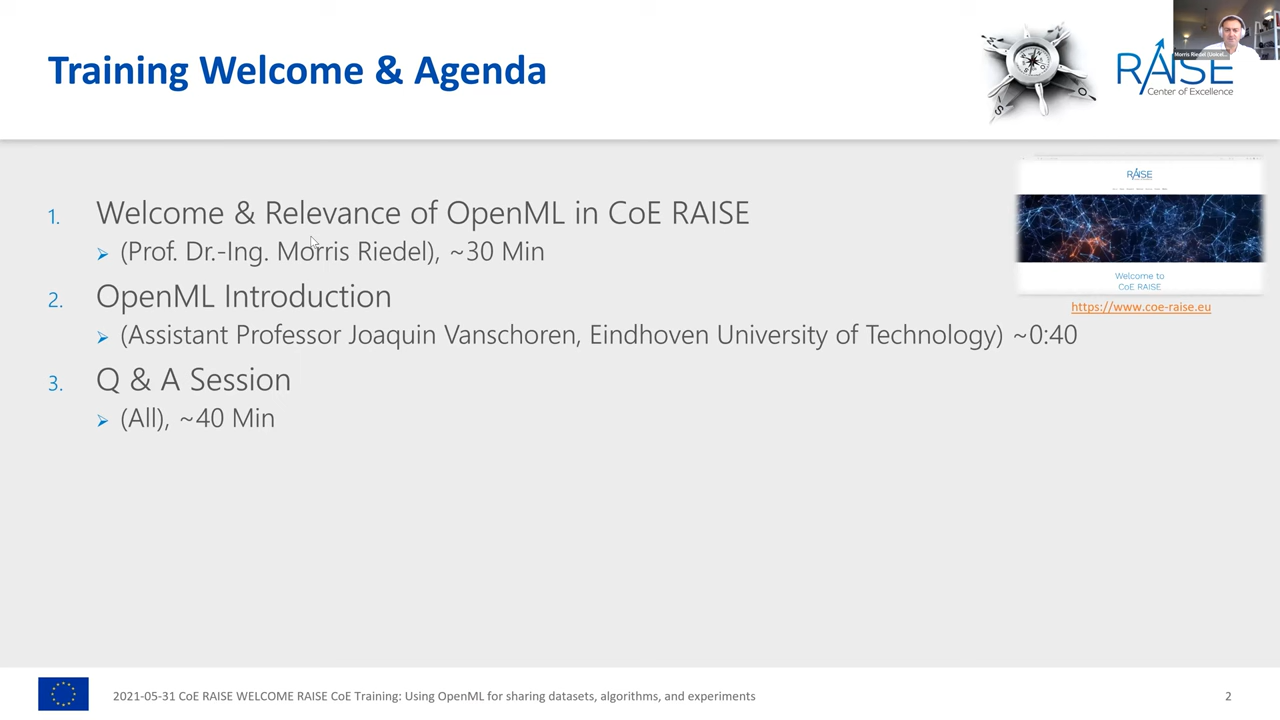 Training Welcome & Agenda
RAISE
Center of Excellence
1. Welcome & Relevance of OpenML in CoE RAISE
(Prof. Dr.-Ing. Morris Riedel), ~30 Min
2. OpenML Introduction
(Assistant Professor Joaquin Vanschoren, Eindhoven University of Technology) ~0:40
3. Q & A Session
(All), ~40 Min
RAISE
Welcome to
CoE RAISE
https://www.coe-raise.eu
2021-05-31 CoE RAISE WELCOME RAISE CoE Training: Using OpenML for sharing datasets, algorithms, and experiments
2